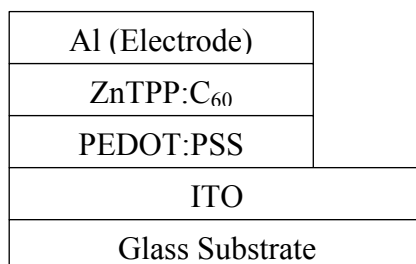 Al (Electrode)
ZnTPP:C₆₀
PEDOT:PSS
ITO
Glass Substrate